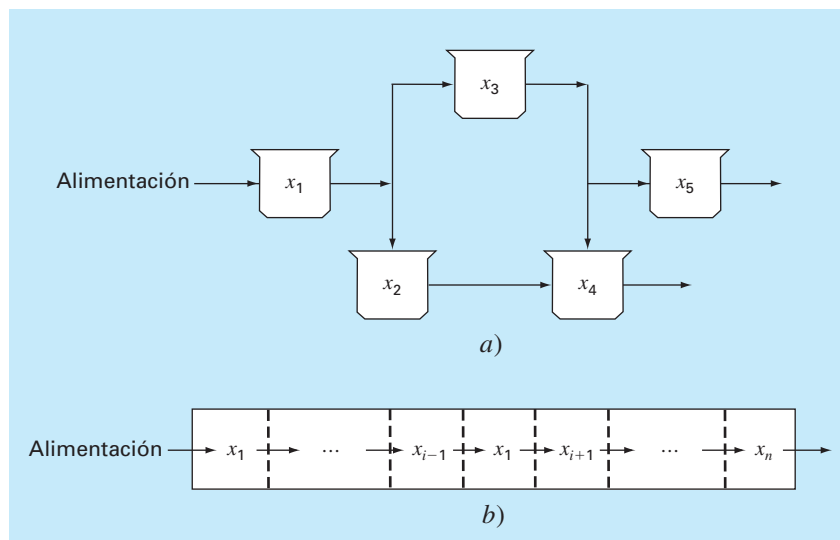 x₃
Alimentación
x₁
x₅
x₂
x₄
a)
Alimentación
x₁ ... xᵢ₋₁ x₁ xᵢ₊₁ ... xₙ
b)